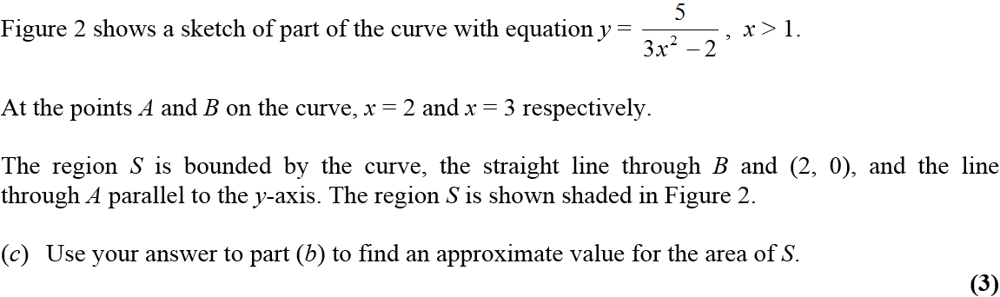 Figure 2 shows a sketch of part of the curve with equation y = 5 / (3x² – 2) , x > 1.
At the points A and B on the curve, x = 2 and x = 3 respectively.
The region S is bounded by the curve, the straight line through B and (2, 0), and the line
through A parallel to the y-axis. The region S is shown shaded in Figure 2.
(c) Use your answer to part (b) to find an approximate value for the area of S.
(3)